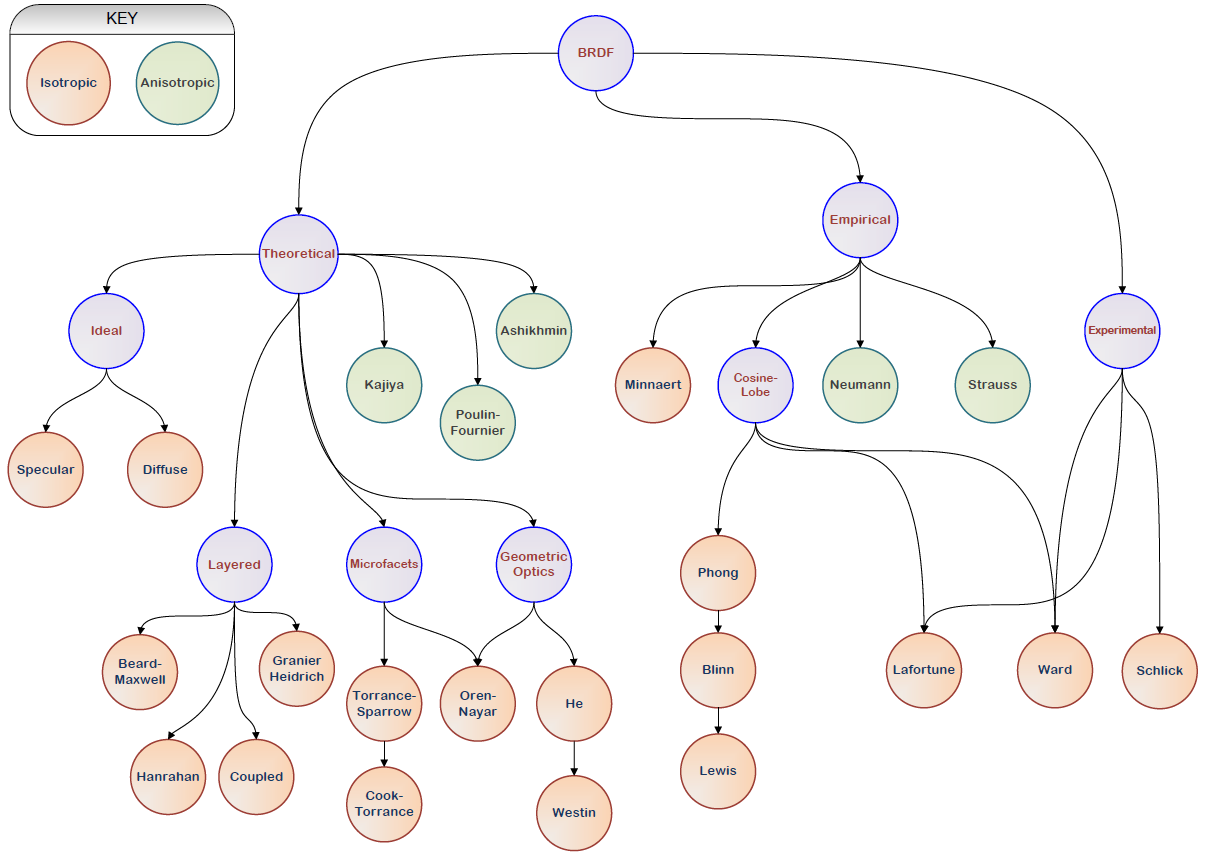 KEY
Isotropic
Anisotropic
BRDF
Empirical
Theoretical
Experimental
Ideal
Ashikhmin
Kajiya
Poulin-
Fournier
Minnaert
Cosine-
Lobe
Neumann
Strauss
Specular
Diffuse
Layered
Microfacets
Geometric
Optics
Phong
Beard-
Maxwell
Granier
Heidrich
Torrance-
Sparrow
Oren-
Nayar
He
Blinn
Lafortune
Ward
Schlick
Hanrahan
Coupled
Cook-
Torrance
Westin
Lewis